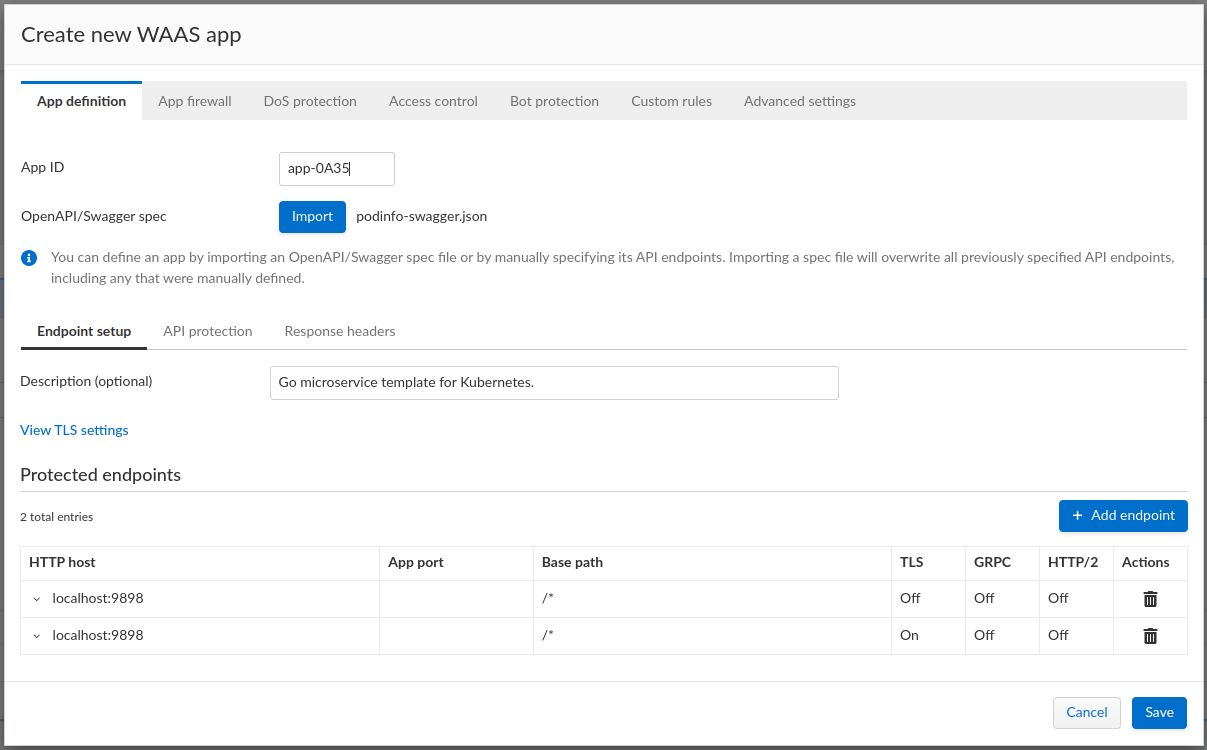 Create new WAAS app
App definition App firewall DoS protection Access control Bot protection Custom rules Advanced settings
App ID app-0A35
OpenAPI/Swagger spec Import podinfo-swagger.json
You can define an app by importing an OpenAPI/Swagger spec file or by manually specifying its API endpoints. Importing a spec file will overwrite all previously specified API endpoints,
including any that were manually defined.
Endpoint setup API protection Response headers
Description (optional) Go microservice template for Kubernetes.
View TLS settings
Protected endpoints
2 total entries + Add endpoint
HTTP host App port Base path TLS GRPC HTTP/2 Actions
localhost:9898 /* Off Off Off
localhost:9898 /* On Off Off
Cancel Save